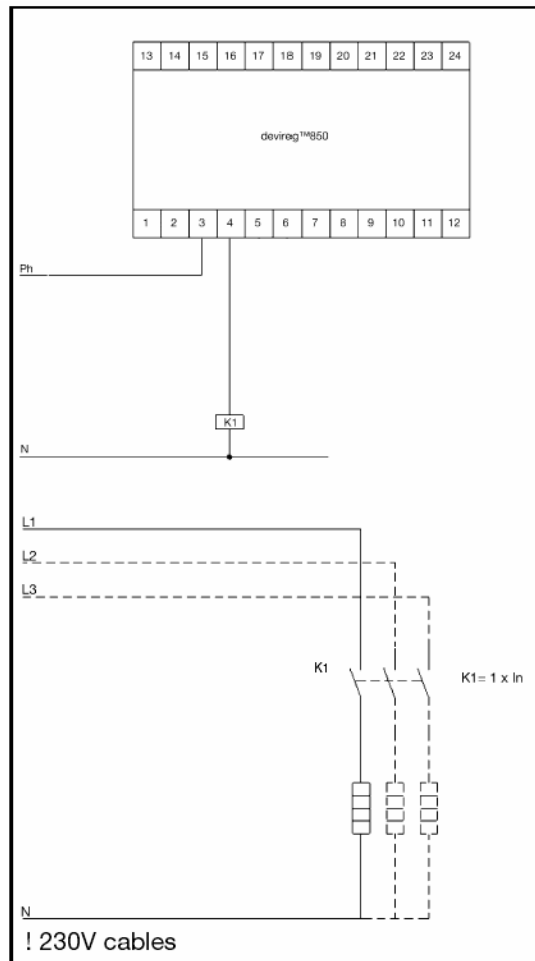 13 14 15 16 17 18 19 20 21 22 23 24
devireg™850
1 2 3 4 5 6 7 8 9 10 11 12
Ph
K1
N
L1
L2
L3
K1
K1= 1 x In
N
! 230V cables